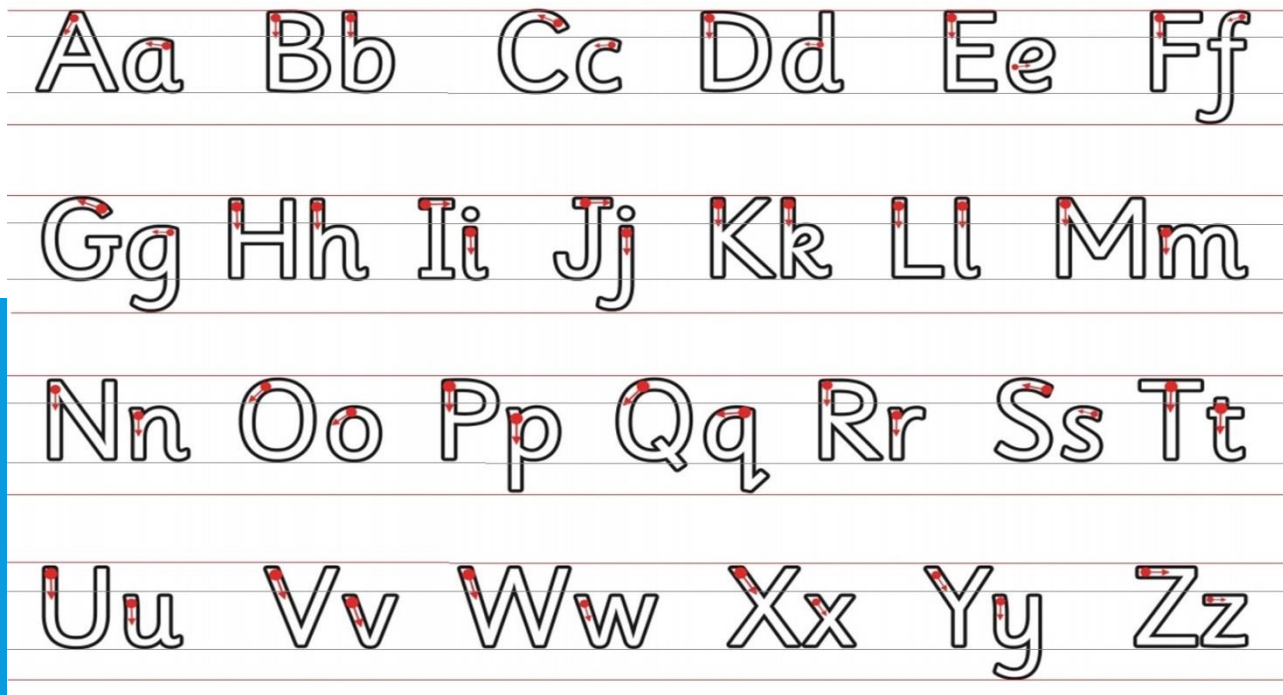 Aa Bb Cc Dd Ee Ff
Gg Hh Ii Jj Kk Ll Mm
Nn Oo Pp Qq Rr Ss Tt
Uu Vv Ww Xx Yy Zz